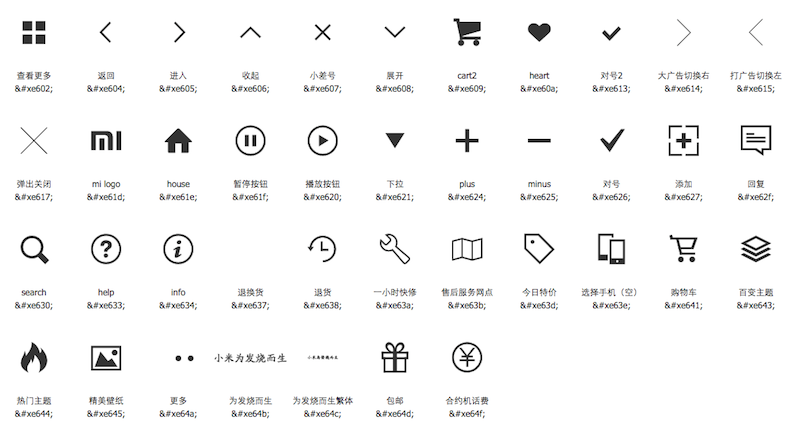 查看更多 返回 进入 收起 小差号 展开 cart2 heart 对号2 大广告切换右 打广告切换左
&#xe602; &#xe604; &#xe605; &#xe606; &#xe607; &#xe608; &#xe609; &#xe60a; &#xe613; &#xe614; &#xe615;
弹出关闭 mi logo house 暂停按钮 播放按钮 下拉 plus minus 对号 添加 回复
&#xe617; &#xe61d; &#xe61e; &#xe61f; &#xe620; &#xe621; &#xe624; &#xe625; &#xe626; &#xe627; &#xe62f;
search help info 退换货 退货 一小时快修 售后服务网点 今日特价 选择手机（空） 购物车 百变主题
&#xe630; &#xe633; &#xe634; &#xe637; &#xe638; &#xe63a; &#xe63b; &#xe63d; &#xe63e; &#xe641; &#xe643;
小米为发烧而生
热门主题 精美壁纸 更多 为发烧而生 为发烧而生繁体 包邮 合约机话费
&#xe644; &#xe645; &#xe64a; &#xe64b; &#xe64c; &#xe64d; &#xe64f;